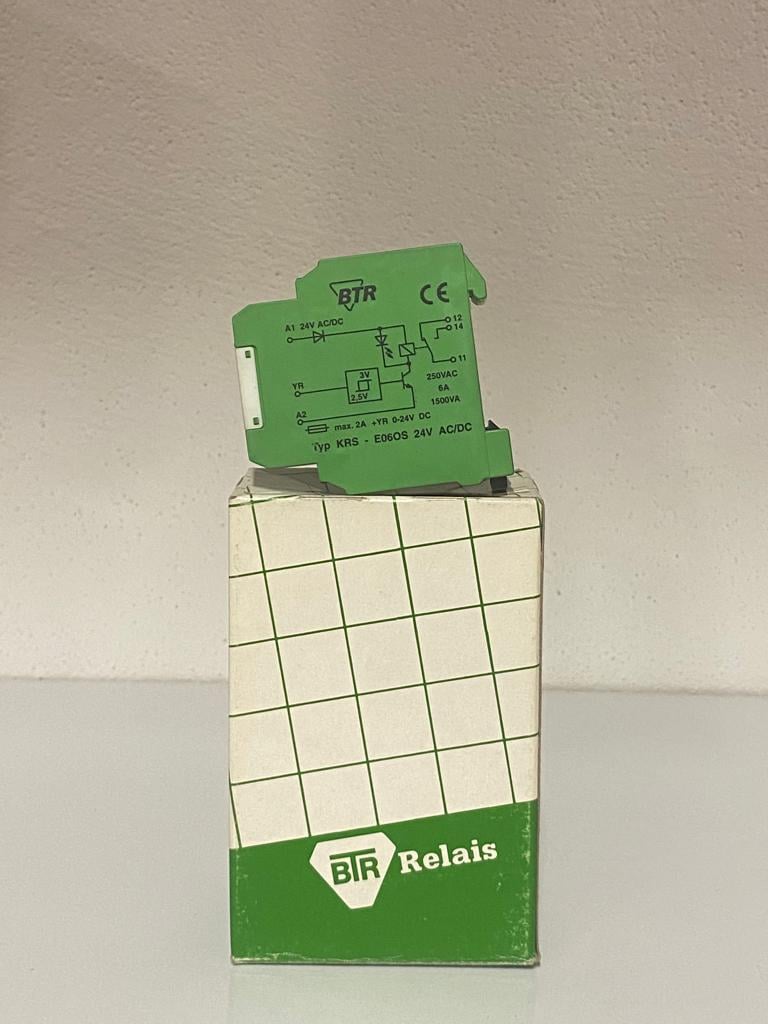 BTR
CE
A1 24V AC/DC
12
14
11
YR
3V
2,5V
250VAC
6A
1500VA
A2
max. 2A +YR 0-24V DC
Typ KRS - E06OS 24V AC/DC
BTR Relais